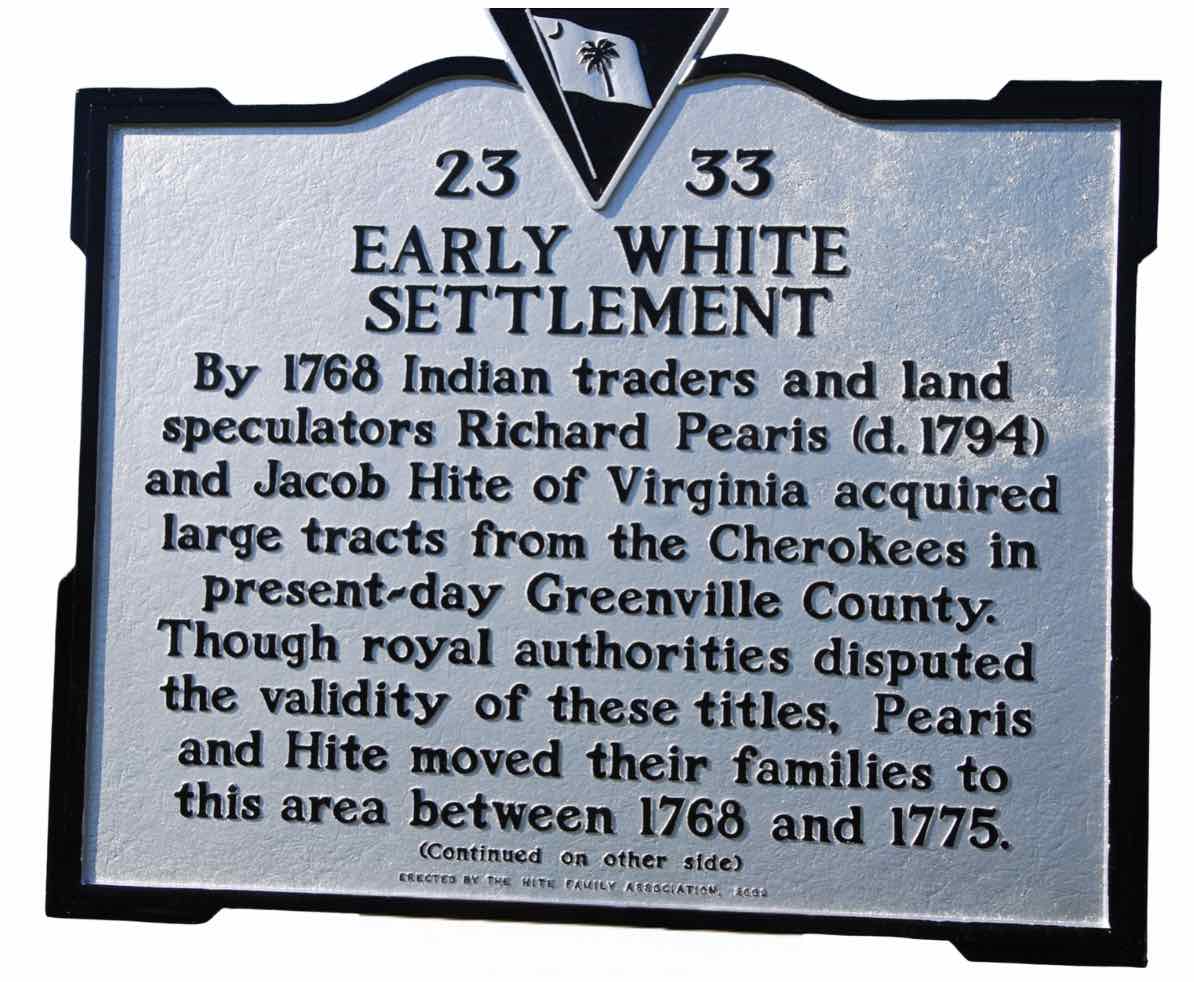 23 33
EARLY WHITE
SETTLEMENT
By 1768 Indian traders and land
speculators Richard Pearis (d. 1794)
and Jacob Hite of Virginia acquired
large tracts from the Cherokees in
present-day Greenville County.
Though royal authorities disputed
the validity of these titles, Pearis
and Hite moved their families to
this area between 1768 and 1775.
(Continued on other side)
ERECTED BY THE HITE FAMILY ASSOCIATION,